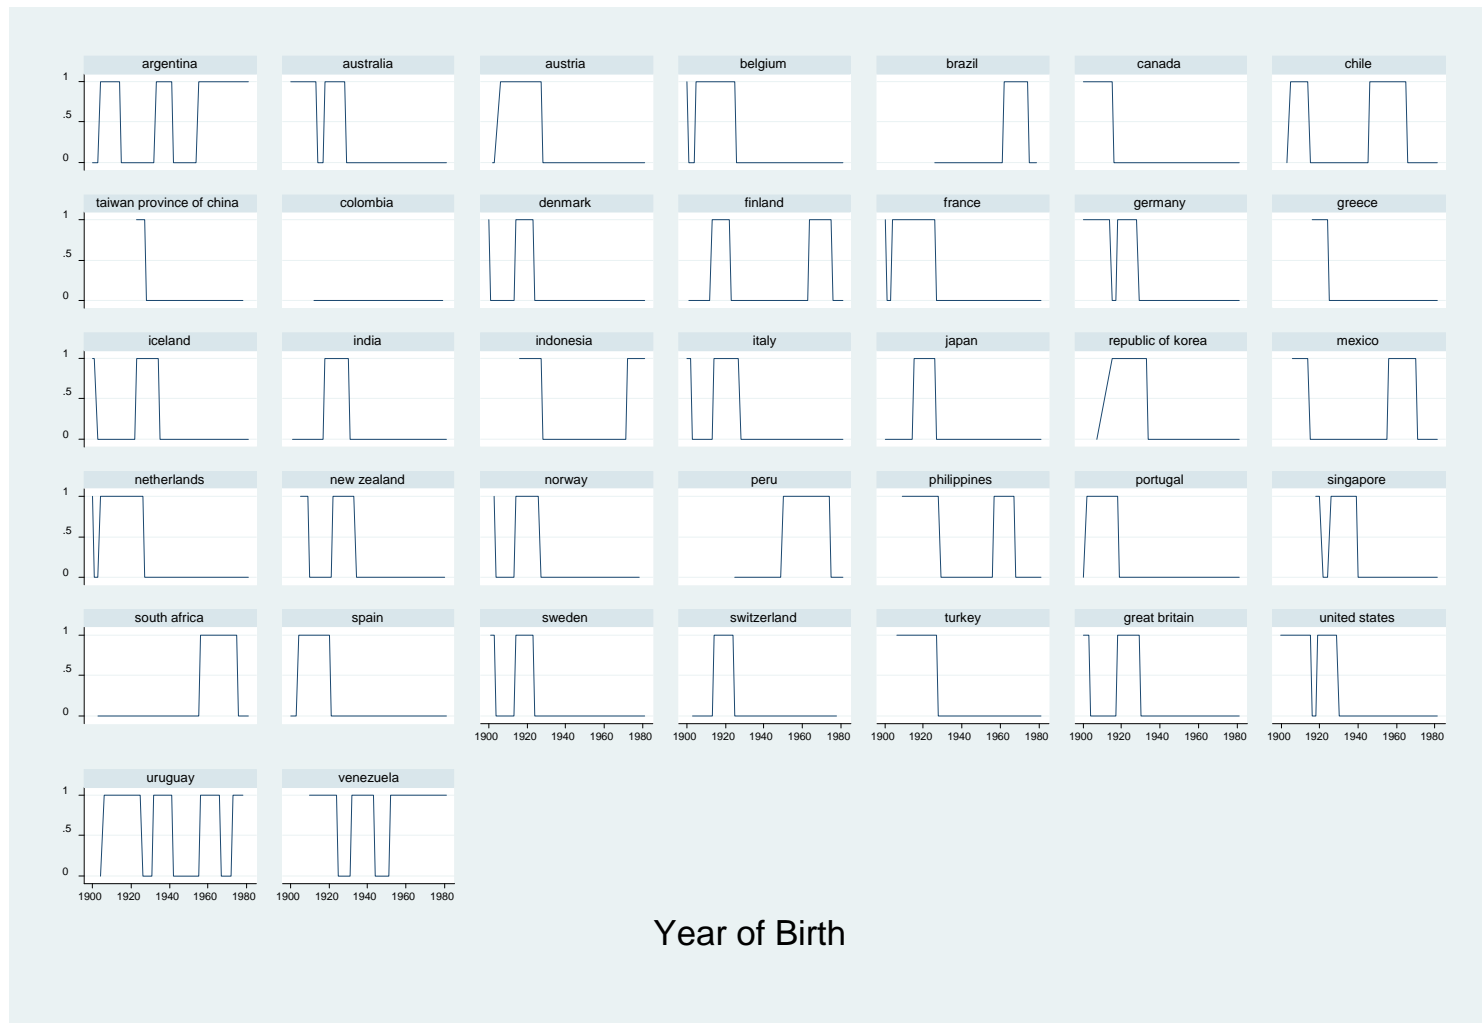 argentina australia austria belgium brazil canada chile
1
.5
0
taiwan province of china colombia denmark finland france germany greece
1
.5
0
iceland india indonesia italy japan republic of korea mexico
1
.5
0
netherlands new zealand norway peru philippines portugal singapore
1
.5
0
south africa spain sweden switzerland turkey great britain united states
1
.5
0
1900 1920 1940 1960 1980 1900 1920 1940 1960 1980 1900 1920 1940 1960 1980 1900 1920 1940 1960 1980 1900 1920 1940 1960 1980
uruguay venezuela
1
.5
0
1900 1920 1940 1960 1980 1900 1920 1940 1960 1980
Year of Birth